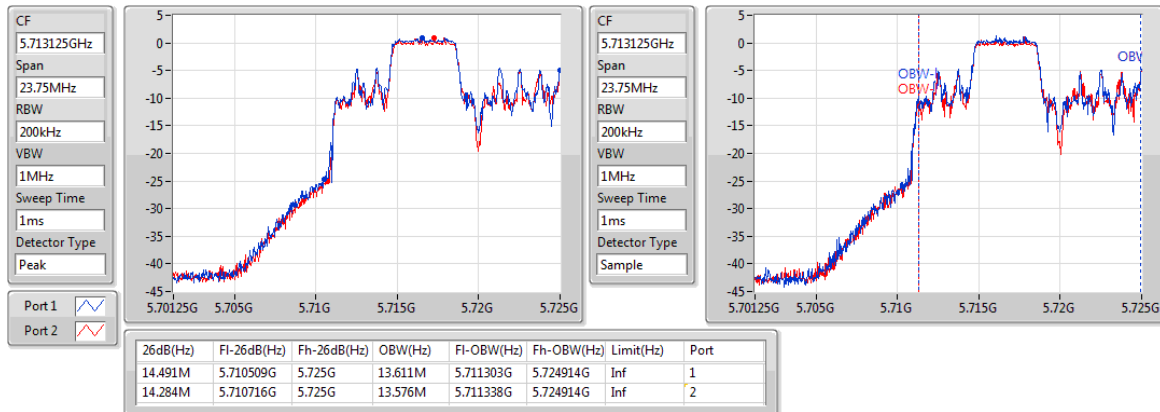 CF
5.713125GHz
Span
23.75MHz
RBW
200kHz
VBW
1MHz
Sweep Time
1ms
Detector Type
Peak
Port 1
Port 2
5
0
-5
-10
-15
-20
-25
-30
-35
-40
-45
5.70125G 5.705G 5.71G 5.715G 5.72G 5.725G
CF
5.713125GHz
Span
23.75MHz
RBW
200kHz
VBW
1MHz
Sweep Time
1ms
Detector Type
Sample
5
0
-5
-10
-15
-20
-25
-30
-35
-40
-45
OBW-
OBW-
OBW
5.70125G 5.705G 5.71G 5.715G 5.72G 5.725G
26dB(Hz) Fl-26dB(Hz) Fh-26dB(Hz) OBW(Hz) Fl-OBW(Hz) Fh-OBW(Hz) Limit(Hz) Port
14.491M 5.710509G 5.725G 13.611M 5.711303G 5.724914G Inf 1
14.284M 5.710716G 5.725G 13.576M 5.711338G 5.724914G Inf 2